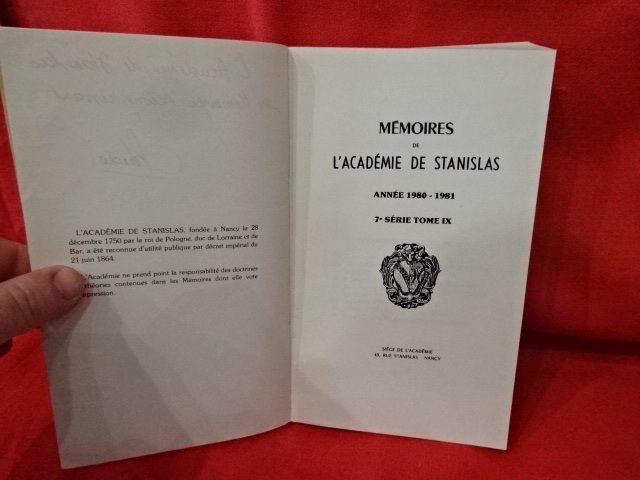 L'ACADÉMIE DE STANISLAS, fondée à Nancy le 28
décembre 1750 par le roi de Pologne, duc de Lorraine et de
Bar, a été reconnue d'utilité publique par décret impérial du
21 juin 1864.
Académie ne prend point la responsabilité des doctrines
théories contenues dans les Mémoires dont elle vote
pression.
MÉMOIRES
DE
L'ACADÉMIE DE STANISLAS
ANNÉE 1980 - 1981
7e SÉRIE TOME IX
SIÈGE DE L'ACADÉMIE
43, RUE STANISLAS NANCY